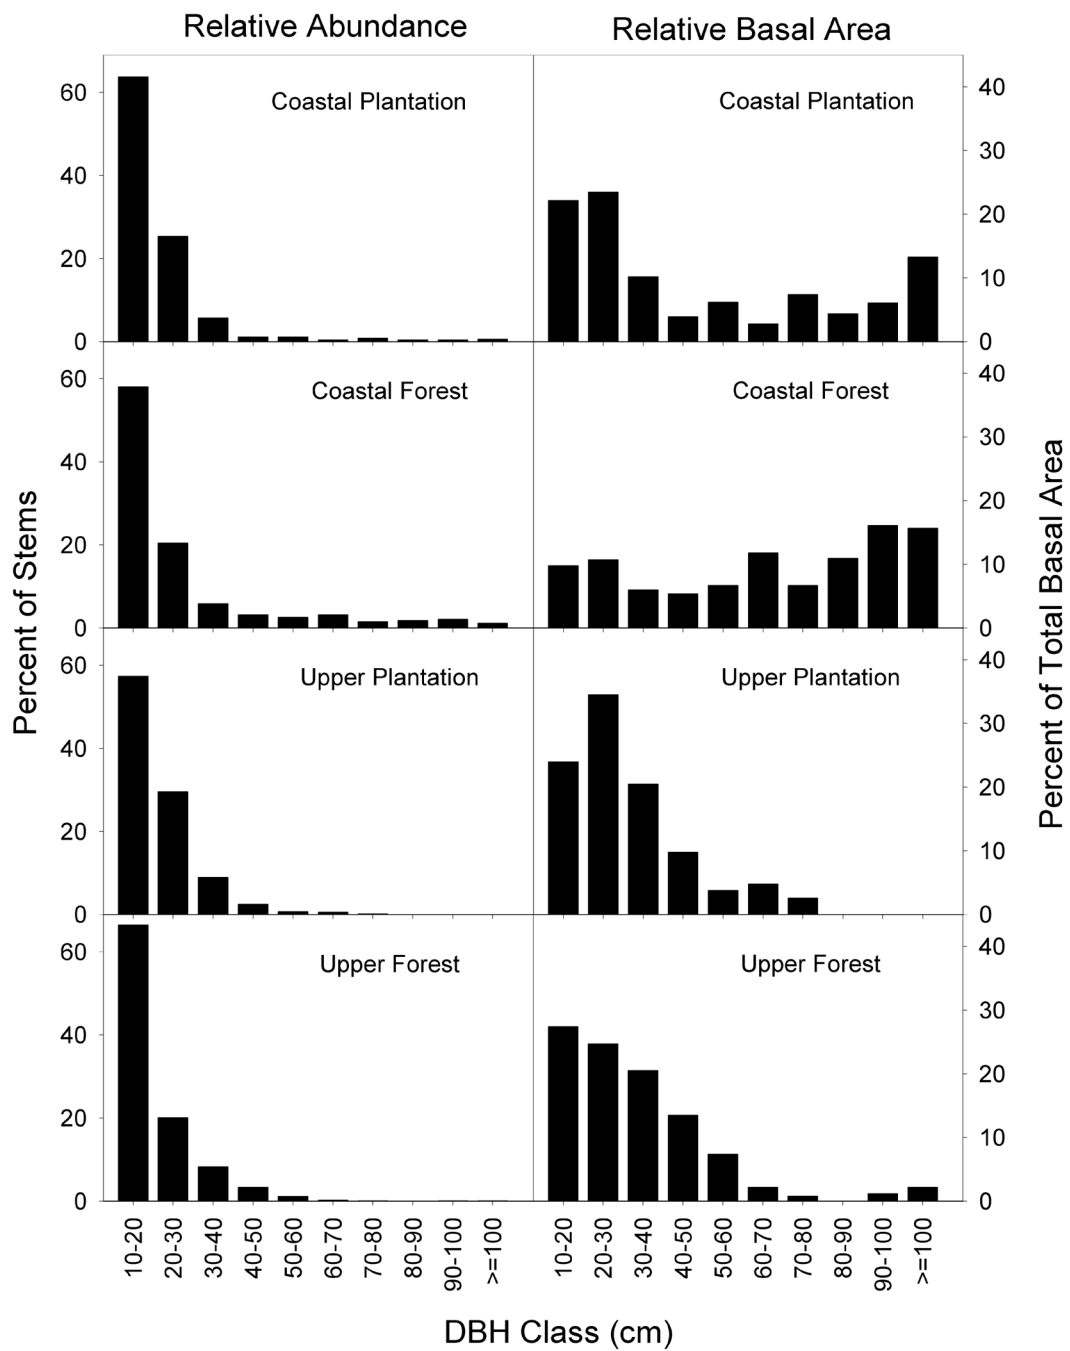 Relative Abundance Relative Basal Area
Coastal Plantation Coastal Plantation
60 40
40 30
20 20
10
0 0
Coastal Forest Coastal Forest
60 40
40 30
20 20
10
0 0
Percent of Stems
Percent of Total Basal Area
Upper Plantation Upper Plantation
60 40
40 30
20 20
10
0 0
Upper Forest Upper Forest
60 40
40 30
20 20
10
0 0
10-20 20-30 30-40 40-50 50-60 60-70 70-80 80-90 90-100 >=100 10-20 20-30 30-40 40-50 50-60 60-70 70-80 80-90 90-100 >=100
DBH Class (cm)